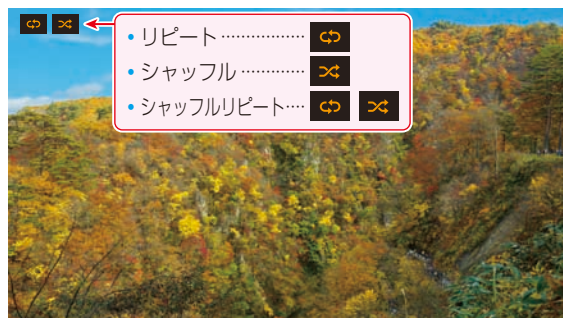 • リピート ………………
• シャッフル ……………
• シャッフルリピート‥‥